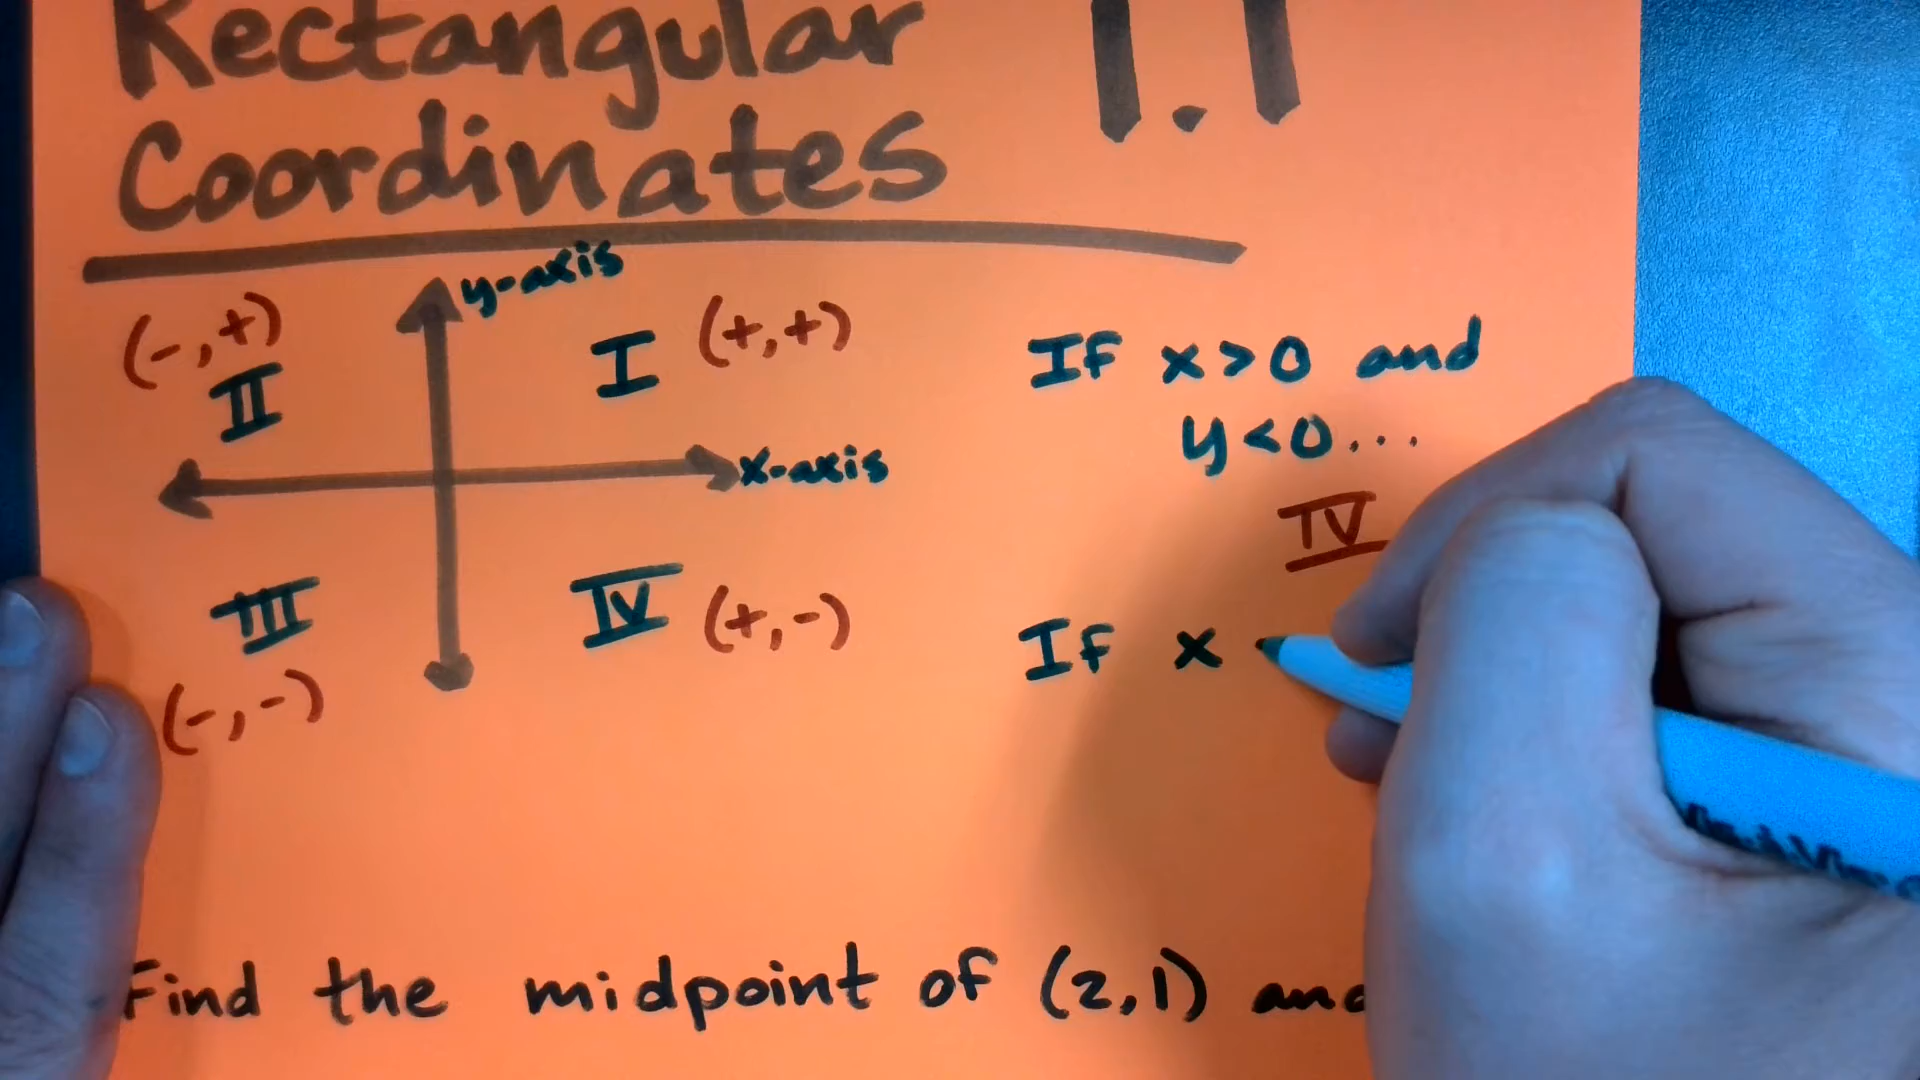 Rectangular 1.1
Coordinates
y-axis
(-,+) I (+,+)
II
x-axis
III IV (+,-)
(-,-)
If x>0 and
y<0...
IV
If x
Find the midpoint of (2,1) and